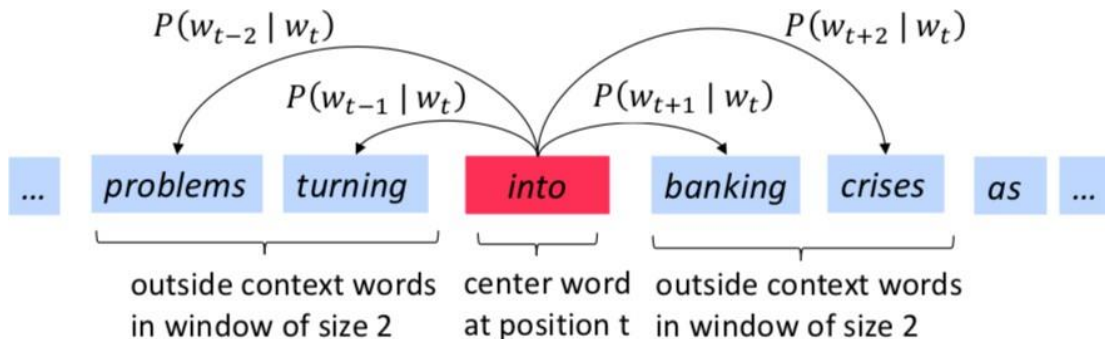 P(w_{t−2} | w_t) P(w_{t+2} | w_t)
P(w_{t−1} | w_t) P(w_{t+1} | w_t)
... problems turning into banking crises as ...
outside context words center word outside context words
in window of size 2 at position t in window of size 2